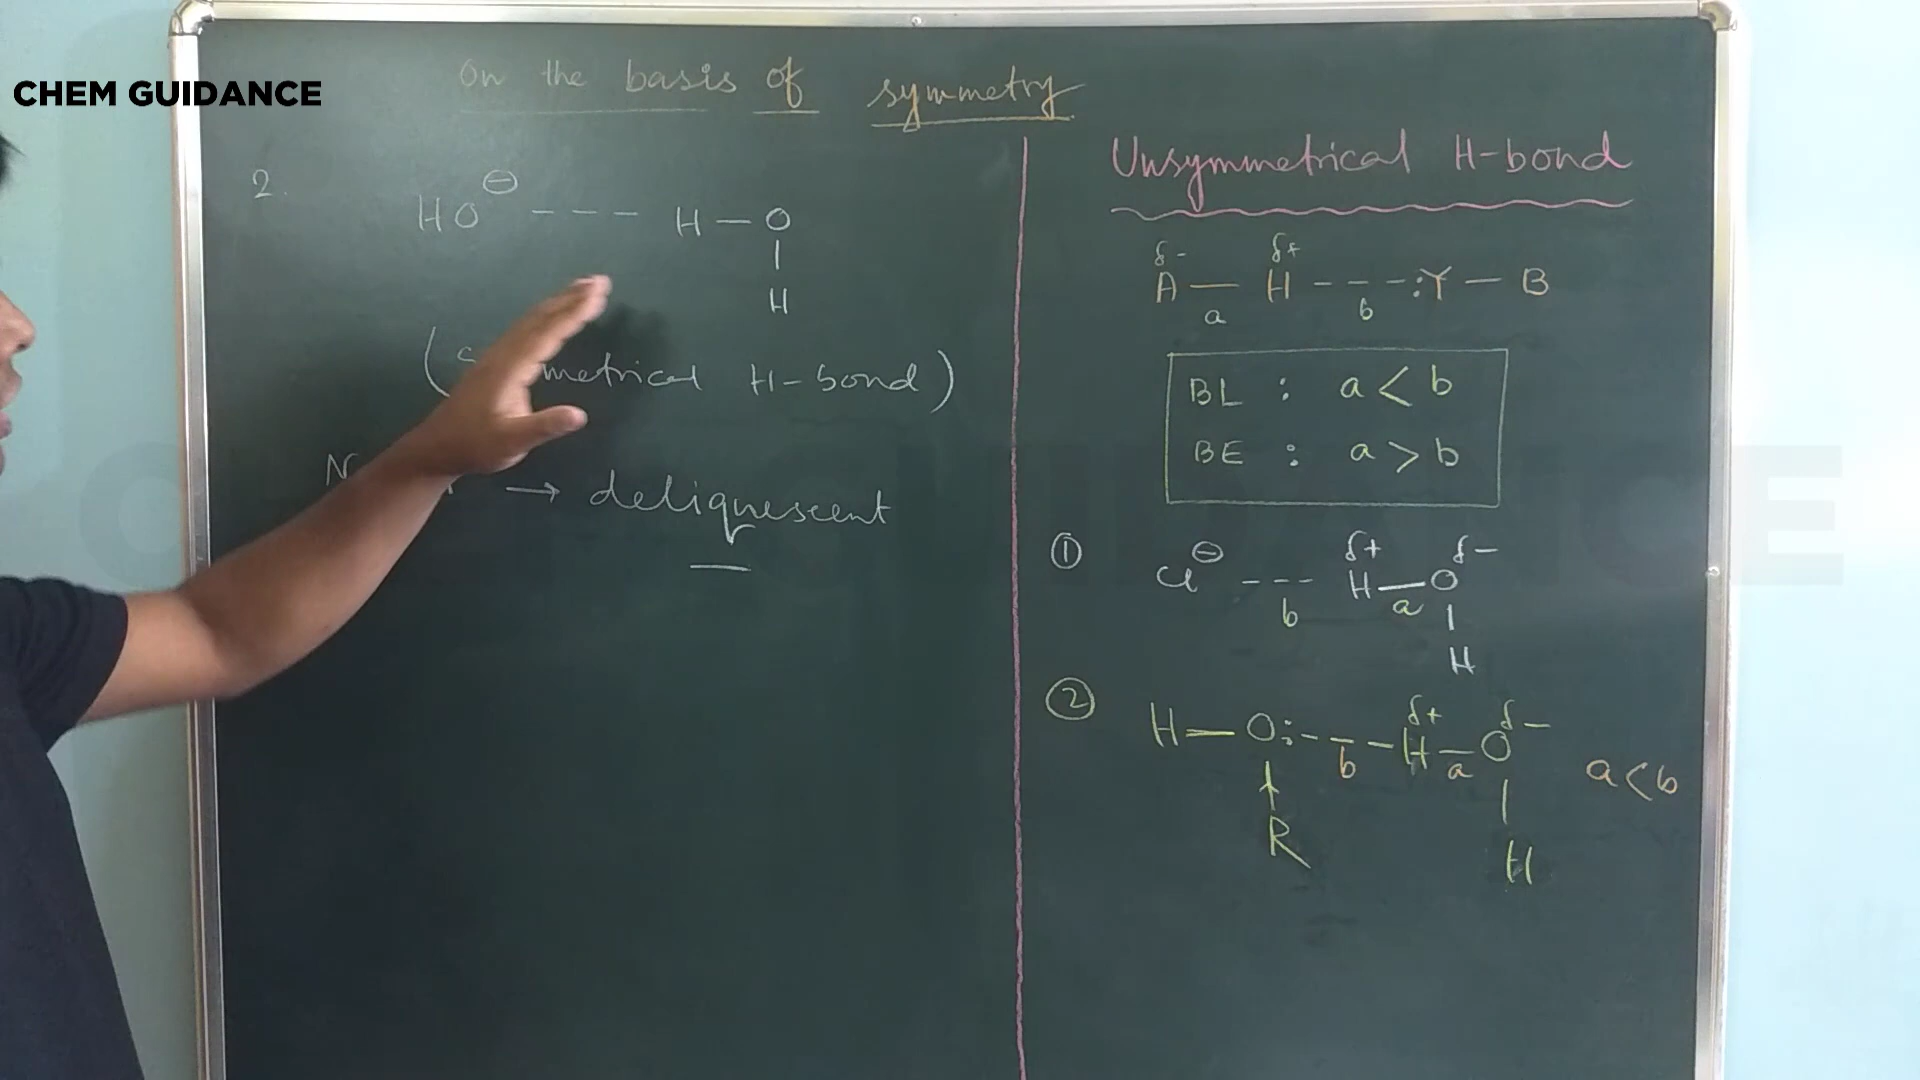 CHEM GUIDANCE
On the basis of symmetry
2.
HO⊖ --- H—O
|
H
metrical H-bond)
→ deliquescent
Unsymmetrical H-bond
δ- δ+
A — H ---:Y — B
a b
BL : a < b
BE : a > b
① Cl⊖ --- H—O
δ+ δ-
b a
|
H
② H—O:---H—O
δ+ δ-
b a a<b
|
R
|
H